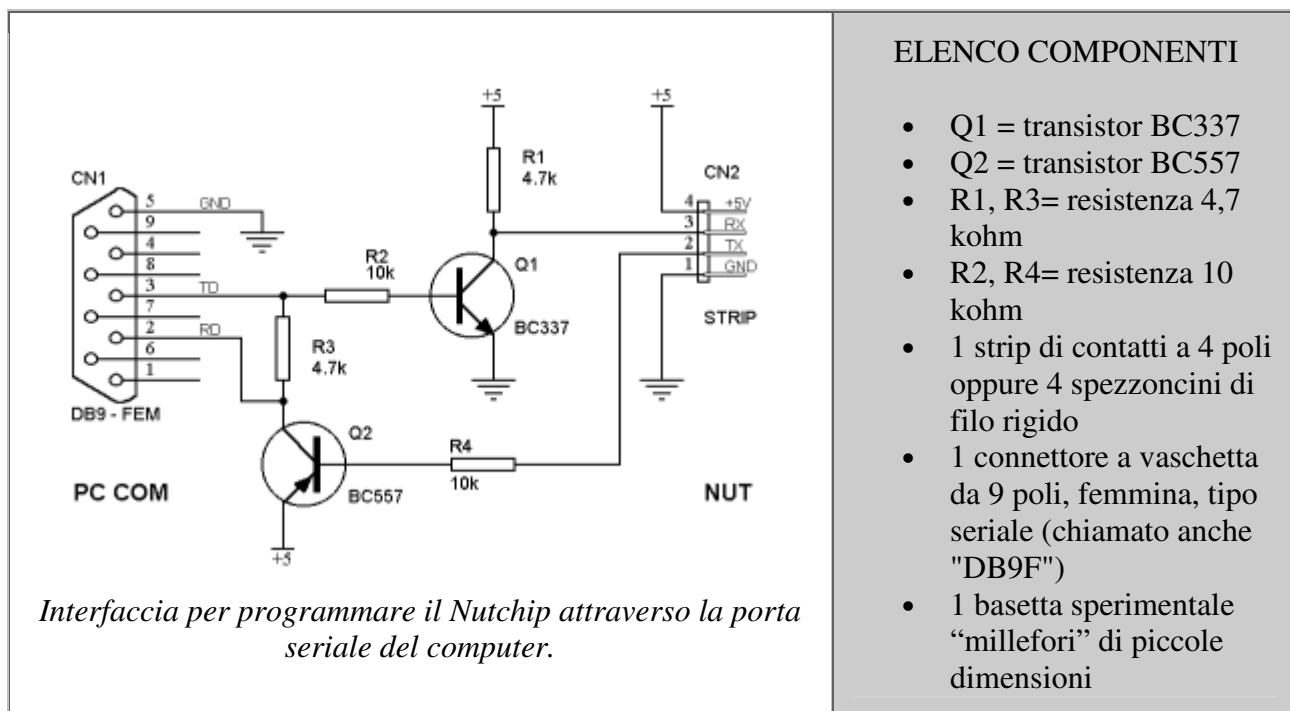 +5
+5
R1
4.7k
CN1
CN2
5
GND
9
4
8
3
TD
7
2
RD
6
1
R2
10k
Q1
BC337
4
+5V
3
RX
2
TX
1
GND
STRIP
R3
4.7k
DB9 - FEM
Q2
BC557
R4
10k
PC COM
NUT
+5
Interfaccia per programmare il Nutchip attraverso la porta
seriale del computer.
ELENCO COMPONENTI
• Q1 = transistor BC337
• Q2 = transistor BC557
• R1, R3= resistenza 4,7
kohm
• R2, R4= resistenza 10
kohm
• 1 strip di contatti a 4 poli
oppure 4 spezzoncini di
filo rigido
• 1 connettore a vaschetta
da 9 poli, femmina, tipo
seriale (chiamato anche
"DB9F")
• 1 basetta sperimentale
“millefori” di piccole
dimensioni